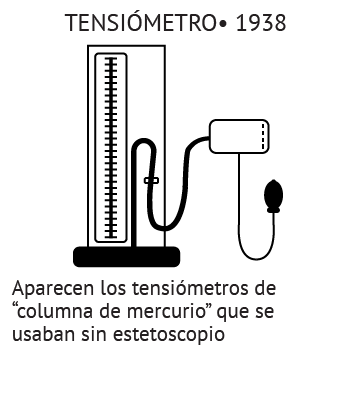 TENSIÓMETRO• 1938
Aparecen los tensiómetros de
“columna de mercurio” que se
usaban sin estetoscopio